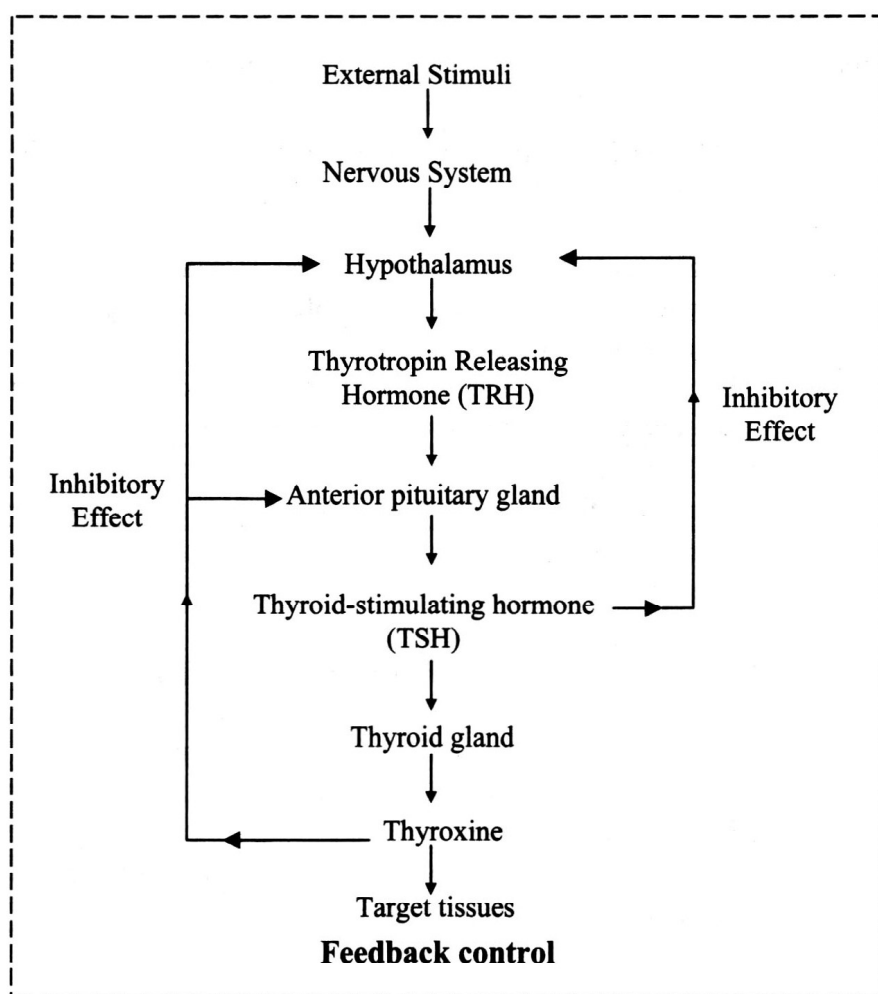 External Stimuli
Nervous System
Hypothalamus
Thyrotropin Releasing
Hormone (TRH)
Inhibitory
Effect
Inhibitory
Effect
Anterior pituitary gland
Thyroid-stimulating hormone
(TSH)
Thyroid gland
Thyroxine
Target tissues
Feedback control